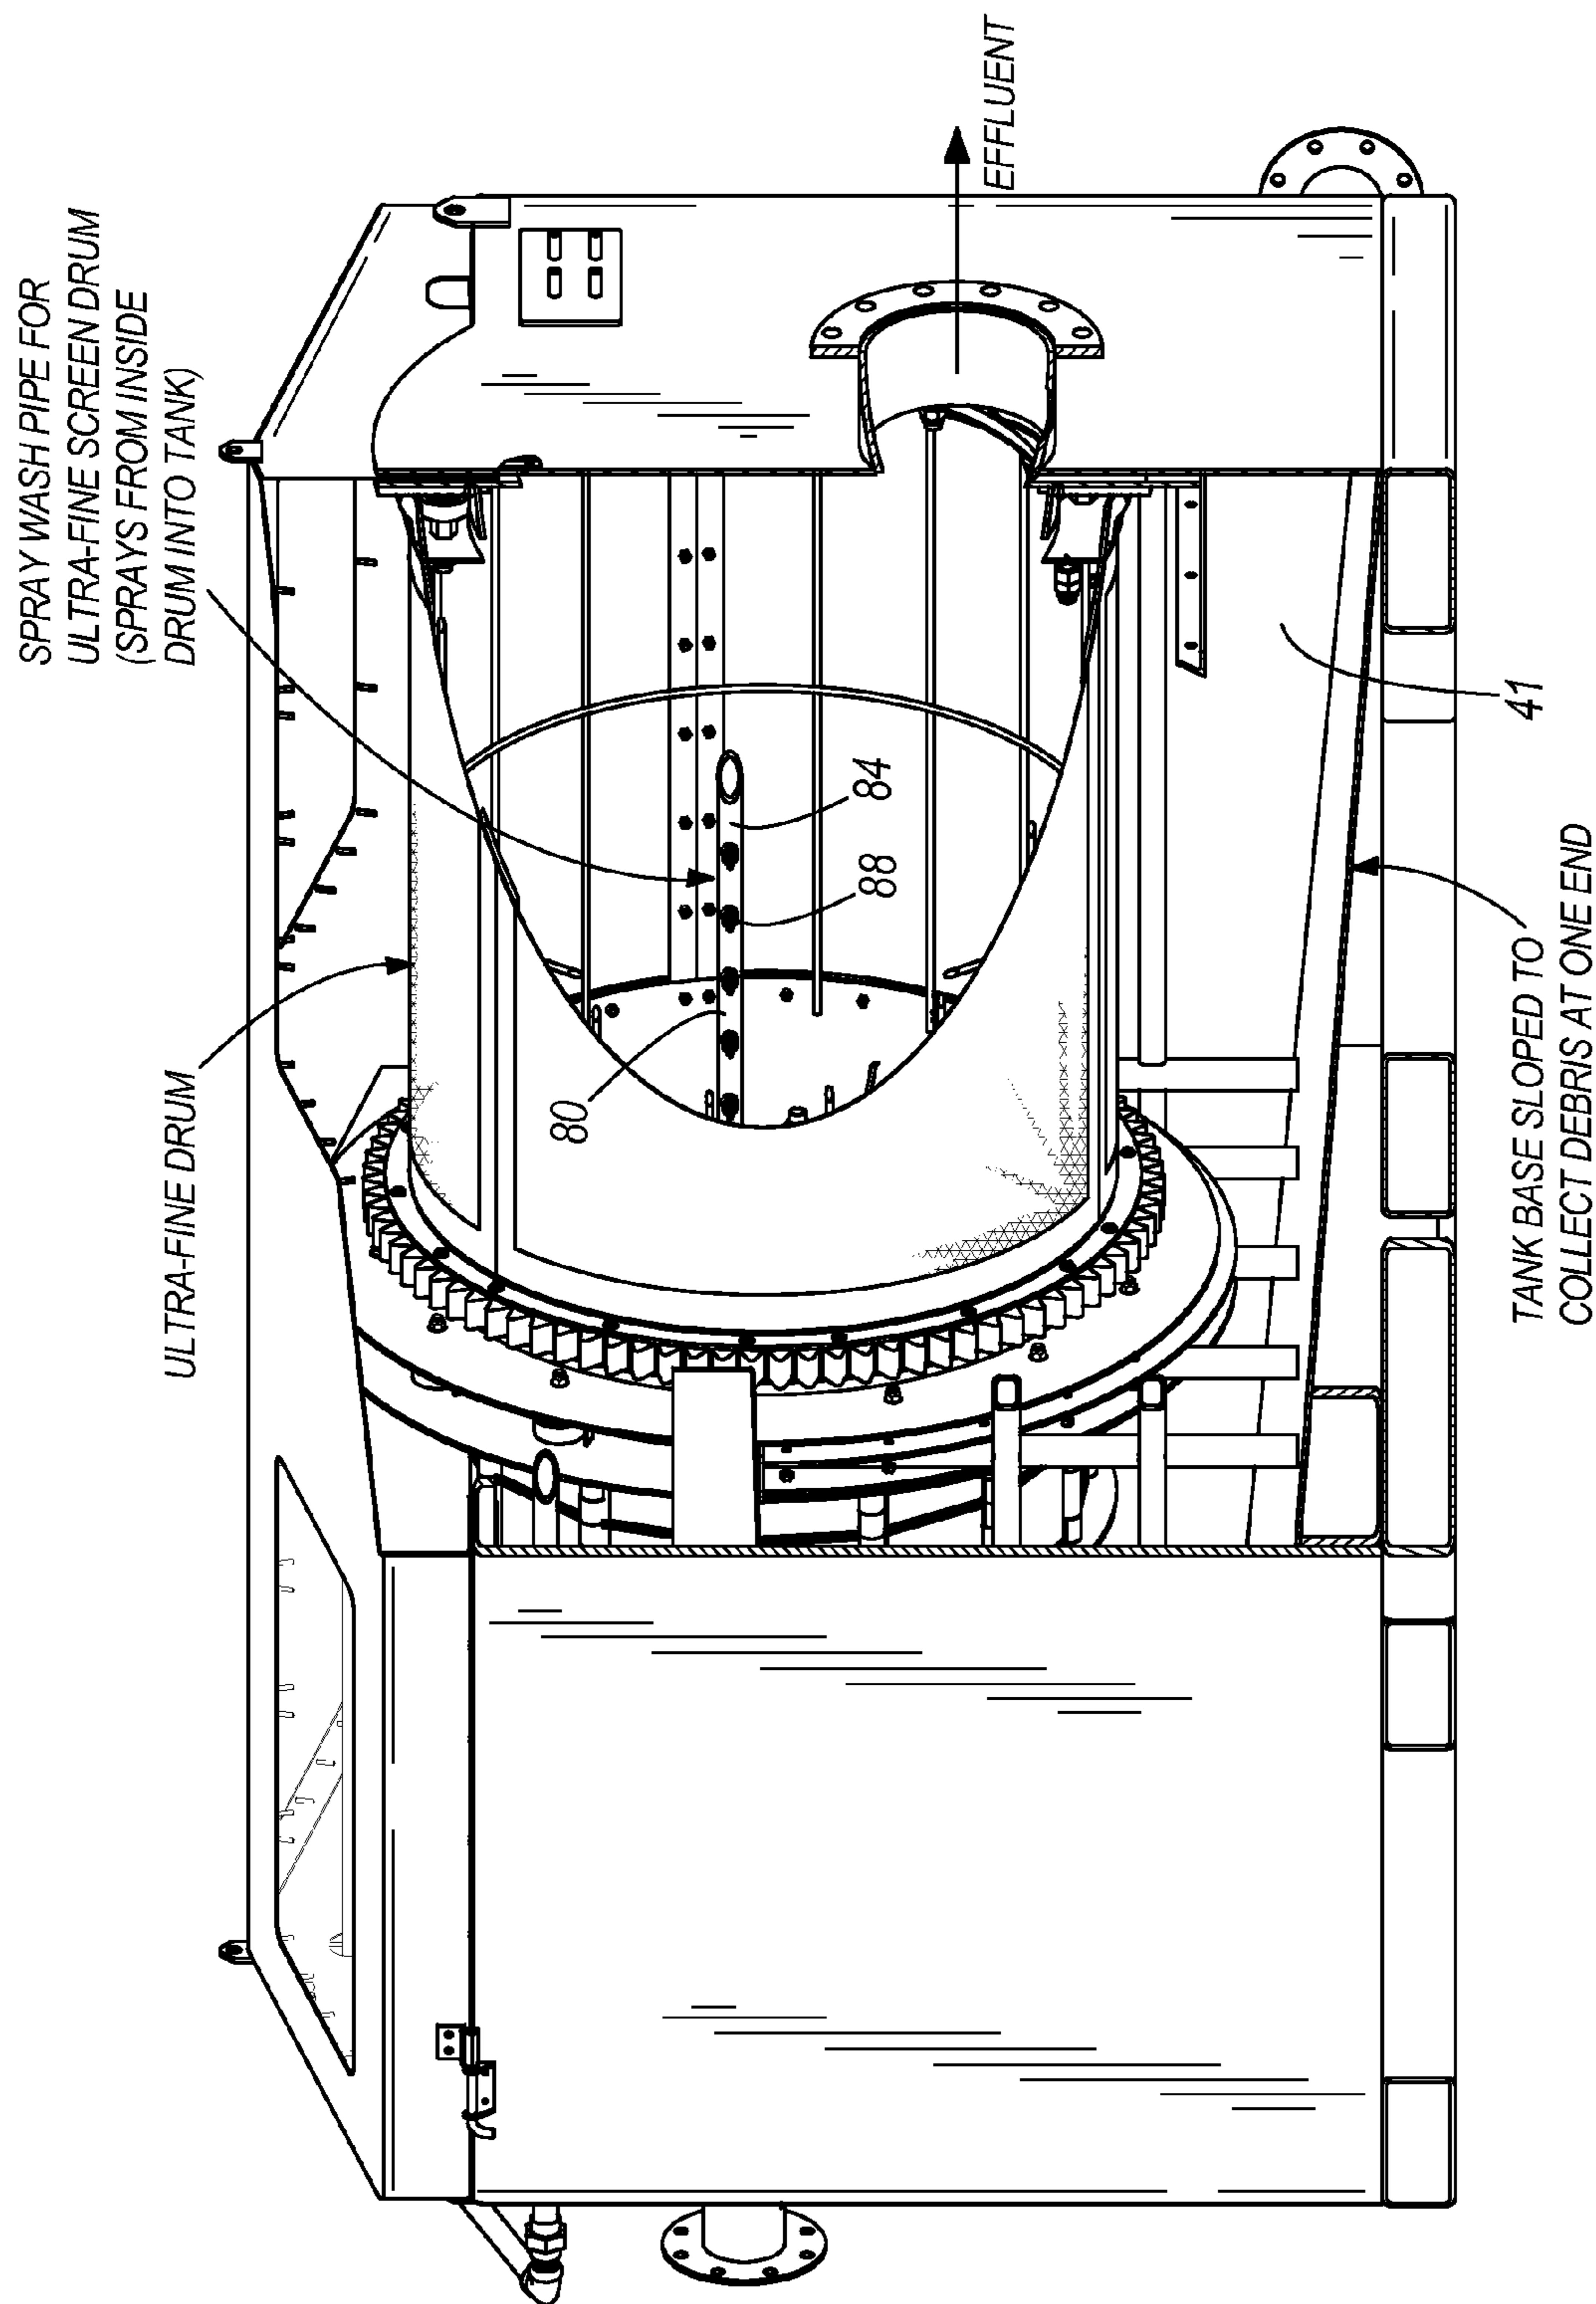 SPRAY WASH PIPE FOR
ULTRA-FINE SCREEN DRUM
(SPRAYS FROM INSIDE
DRUM INTO TANK)
ULTRA-FINE DRUM
EFFLUENT
80
88
84
41
TANK BASE SLOPED TO
COLLECT DEBRIS AT ONE END